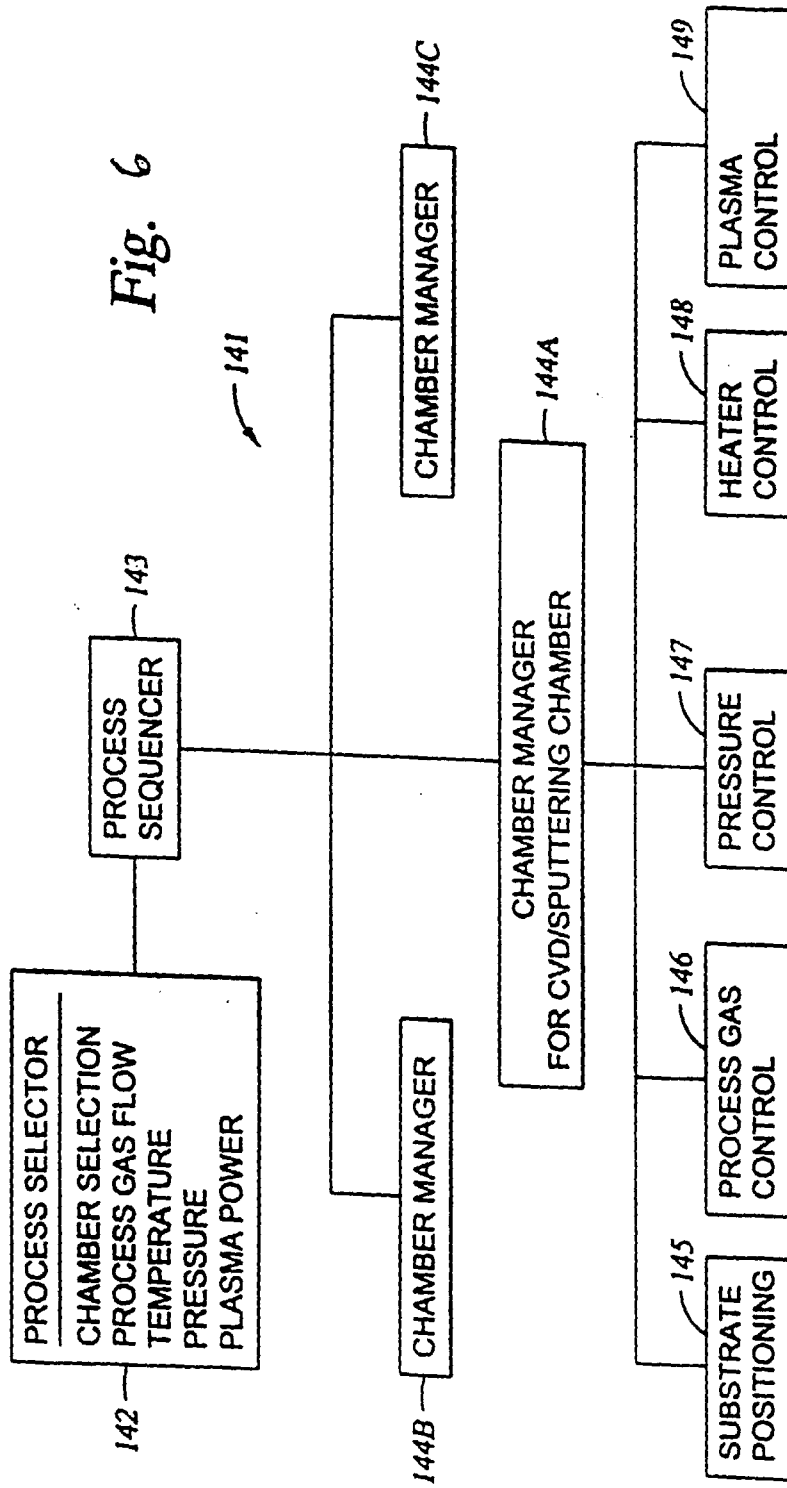 Fig. 6
141
PROCESS SELECTOR
CHAMBER SELECTION
PROCESS GAS FLOW
TEMPERATURE
PRESSURE
PLASMA POWER
142
PROCESS
SEQUENCER
143
CHAMBER MANAGER
144B
CHAMBER MANAGER
144C
CHAMBER MANAGER
FOR CVD/SPUTTERING CHAMBER
144A
SUBSTRATE
POSITIONING
145
PROCESS GAS
CONTROL
146
PRESSURE
CONTROL
147
HEATER
CONTROL
148
PLASMA
CONTROL
149